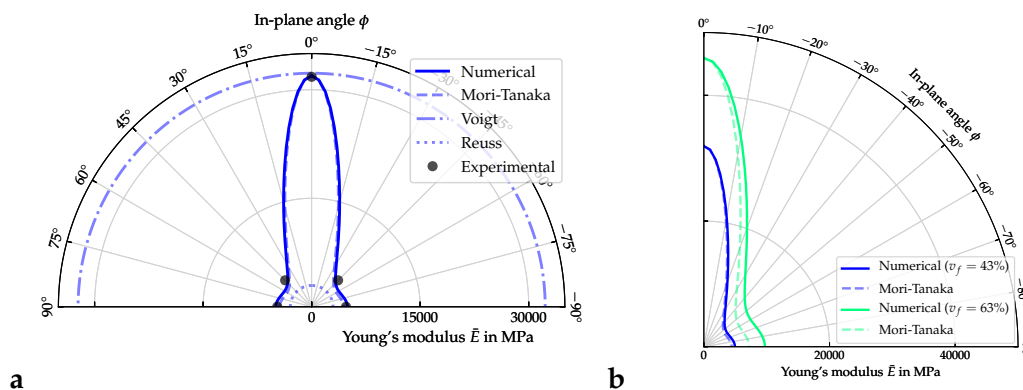 In-plane angle ϕ
0°
15°
−15°
30°
45°
60°
75°
−75°
90°
−90°
Numerical
Mori-Tanaka
Voigt
Reuss
Experimental
0
15000
30000
Young's modulus Ē in MPa
a
0°
−10°
−20°
−30°
−40°
−50°
−60°
−70°
In-plane angle ϕ
Numerical (v_f = 43%)
Mori-Tanaka
Numerical (v_f = 63%)
Mori-Tanaka
0
20000
40000
Young's modulus Ē in MPa
b